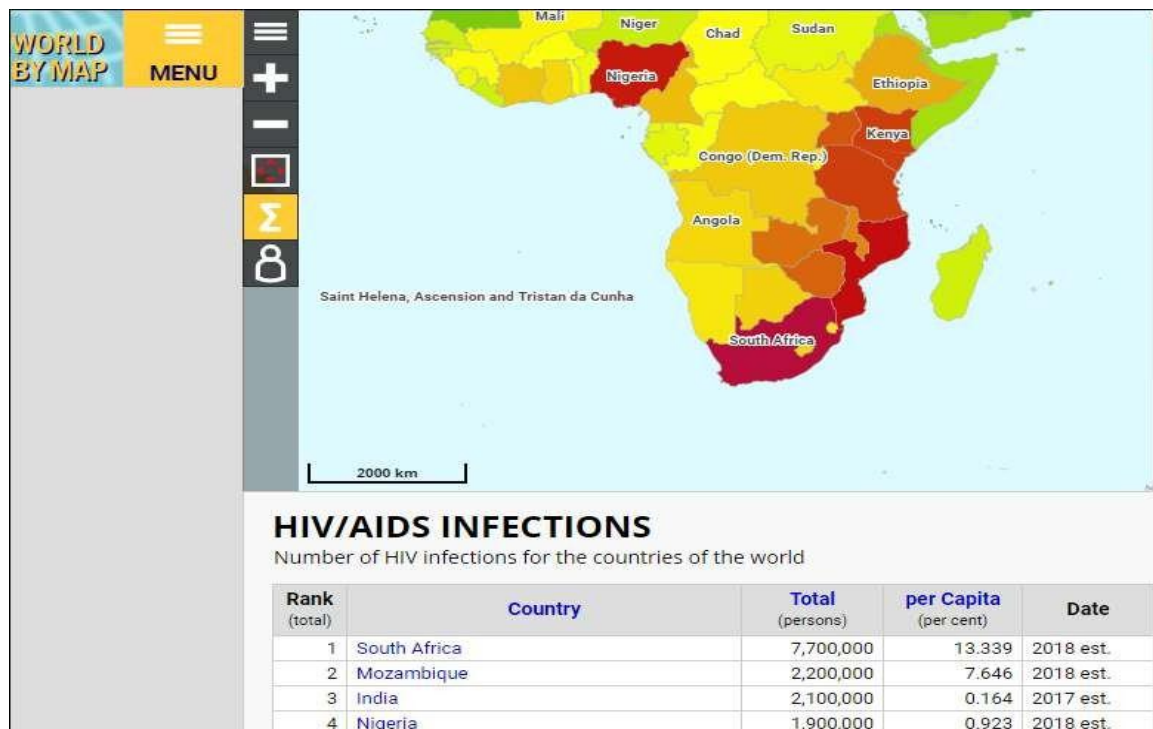 WORLD
BY MAP
MENU
Mali
Niger
Chad
Sudan
Nigeria
Ethiopia
Kenya
Congo (Dem. Rep.)
Angola
Saint Helena, Ascension and Tristan da Cunha
South Africa
2000 km
HIV/AIDS INFECTIONS
Number of HIV infections for the countries of the world
Rank (total) Country Total (persons) per Capita (per cent) Date
1 South Africa 7,700,000 13.339 2018 est.
2 Mozambique 2,200,000 7.646 2018 est.
3 India 2,100,000 0.164 2017 est.
4 Nigeria 1,900,000 0.923 2018 est.